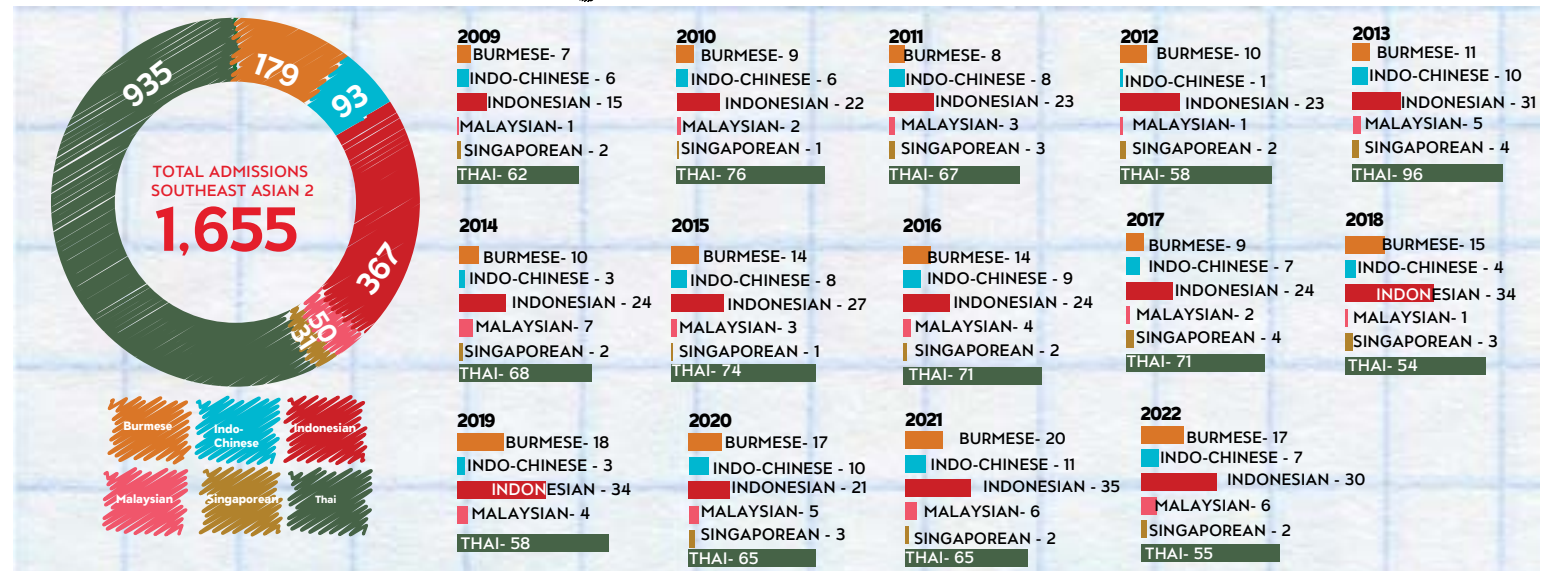 935
179
93
367
50
31
TOTAL ADMISSIONS
SOUTHEAST ASIAN 2
1,655
Burmese
Indo-
Chinese
Indonesian
Malaysian
Singaporean
Thai
2009
BURMESE- 7
INDO-CHINESE - 6
INDONESIAN - 15
MALAYSIAN- 1
SINGAPOREAN - 2
THAI- 62
2010
BURMESE- 9
INDO-CHINESE - 6
INDONESIAN - 22
MALAYSIAN- 2
SINGAPOREAN - 1
THAI- 76
2011
BURMESE- 8
INDO-CHINESE - 8
INDONESIAN - 23
MALAYSIAN- 3
SINGAPOREAN - 3
THAI- 67
2012
BURMESE- 10
INDO-CHINESE - 1
INDONESIAN - 23
MALAYSIAN- 1
SINGAPOREAN - 2
THAI- 58
2013
BURMESE- 11
INDO-CHINESE - 10
INDONESIAN - 31
MALAYSIAN- 5
SINGAPOREAN - 4
THAI- 96
2014
BURMESE- 10
INDO-CHINESE - 3
INDONESIAN - 24
MALAYSIAN- 7
SINGAPOREAN - 2
THAI- 68
2015
BURMESE- 14
INDO-CHINESE - 8
INDONESIAN - 27
MALAYSIAN- 3
SINGAPOREAN - 1
THAI- 74
2016
BURMESE- 14
INDO-CHINESE - 9
INDONESIAN - 24
MALAYSIAN- 4
SINGAPOREAN - 2
THAI- 71
2017
BURMESE- 9
INDO-CHINESE - 7
INDONESIAN - 24
MALAYSIAN- 2
SINGAPOREAN - 4
THAI- 71
2018
BURMESE- 15
INDO-CHINESE - 4
INDONESIAN - 34
MALAYSIAN- 1
SINGAPOREAN - 3
THAI- 54
2019
BURMESE- 18
INDO-CHINESE - 3
INDONESIAN - 34
MALAYSIAN- 4
THAI- 58
2020
BURMESE- 17
INDO-CHINESE - 10
INDONESIAN - 21
MALAYSIAN- 5
SINGAPOREAN - 3
THAI- 65
2021
BURMESE- 20
INDO-CHINESE - 11
INDONESIAN - 35
MALAYSIAN- 6
SINGAPOREAN - 2
THAI- 65
2022
BURMESE- 17
INDO-CHINESE - 7
INDONESIAN - 30
MALAYSIAN- 6
SINGAPOREAN - 2
THAI- 55